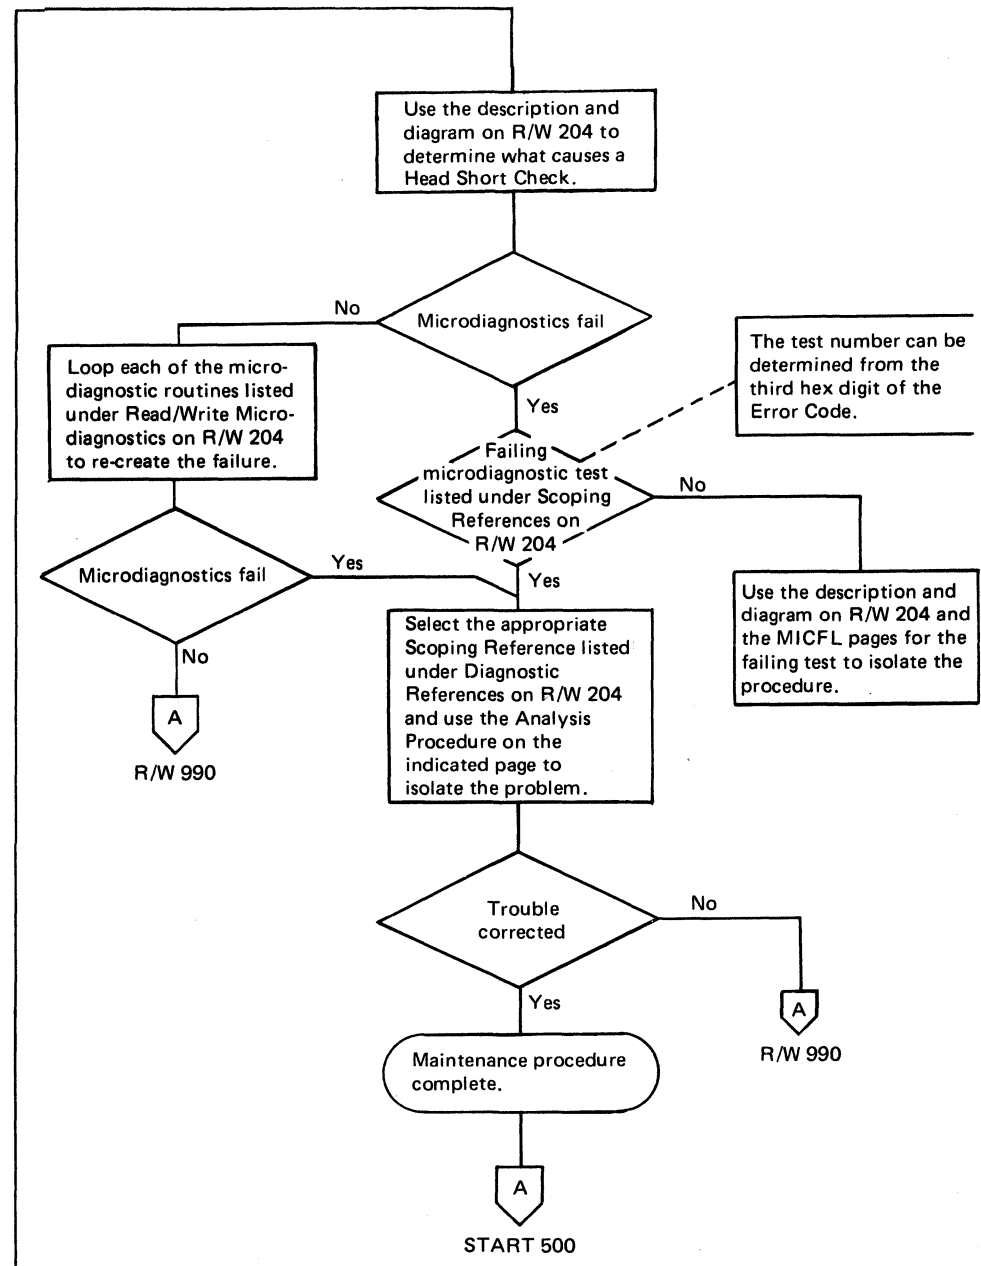 Use the description and
diagram on R/W 204 to
determine what causes a
Head Short Check.
Microdiagnostics fail
No
Yes
The test number can be
determined from the
third hex digit of the
Error Code.
Loop each of the micro-
diagnostic routines listed
under Read/Write Micro-
diagnostics on R/W 204
to re-create the failure.
Failing
microdiagnostic test
listed under Scoping
References on
R/W 204
No
Yes
Microdiagnostics fail
Yes
No
A
R/W 990
Use the description and
diagram on R/W 204 and
the MICFL pages for the
failing test to isolate the
procedure.
Select the appropriate
Scoping Reference listed
under Diagnostic
References on R/W 204
and use the Analysis
Procedure on the
indicated page to
isolate the problem.
Trouble
corrected
No
Yes
A
R/W 990
Maintenance procedure
complete.
A
START 500